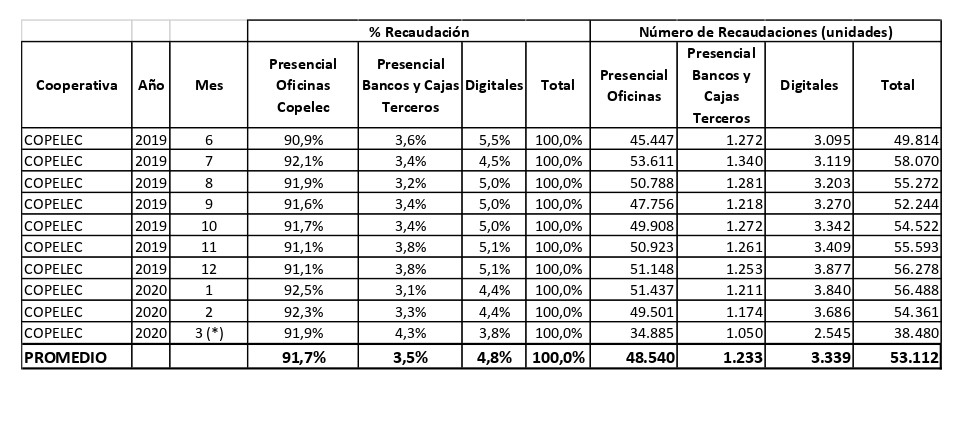 % Recaudación Número de Recaudaciones (unidades)
Cooperativa Año Mes Presencial Oficinas Copelec Presencial Bancos y Cajas Terceros Digitales Total Presencial Oficinas Presencial Bancos y Cajas Terceros Digitales Total
COPELEC 2019 6 90,9% 3,6% 5,5% 100,0% 45.447 1.272 3.095 49.814
COPELEC 2019 7 92,1% 3,4% 4,5% 100,0% 53.611 1.340 3.119 58.070
COPELEC 2019 8 91,9% 3,2% 5,0% 100,0% 50.788 1.281 3.203 55.272
COPELEC 2019 9 91,6% 3,4% 5,0% 100,0% 47.756 1.218 3.270 52.244
COPELEC 2019 10 91,7% 3,4% 5,0% 100,0% 49.908 1.272 3.342 54.522
COPELEC 2019 11 91,1% 3,8% 5,1% 100,0% 50.923 1.261 3.409 55.593
COPELEC 2019 12 91,1% 3,8% 5,1% 100,0% 51.148 1.253 3.877 56.278
COPELEC 2020 1 92,5% 3,1% 4,4% 100,0% 51.437 1.211 3.840 56.488
COPELEC 2020 2 92,3% 3,3% 4,4% 100,0% 49.501 1.174 3.686 54.361
COPELEC 2020 3 (*) 91,9% 4,3% 3,8% 100,0% 34.885 1.050 2.545 38.480
PROMEDIO 91,7% 3,5% 4,8% 100,0% 48.540 1.233 3.339 53.112